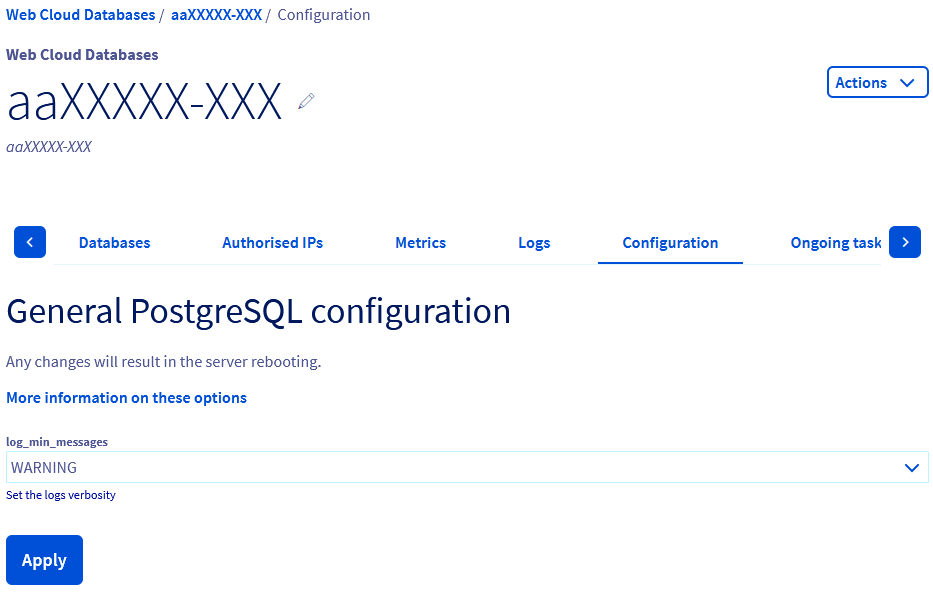 Web Cloud Databases / aaXXXXX-XXX / Configuration
Web Cloud Databases
aaXXXXX-XXX
Actions
aaXXXXX-XXX
Databases Authorised IPs Metrics Logs Configuration Ongoing task
General PostgreSQL configuration
Any changes will result in the server rebooting.
More information on these options
log_min_messages
WARNING
Set the logs verbosity
Apply